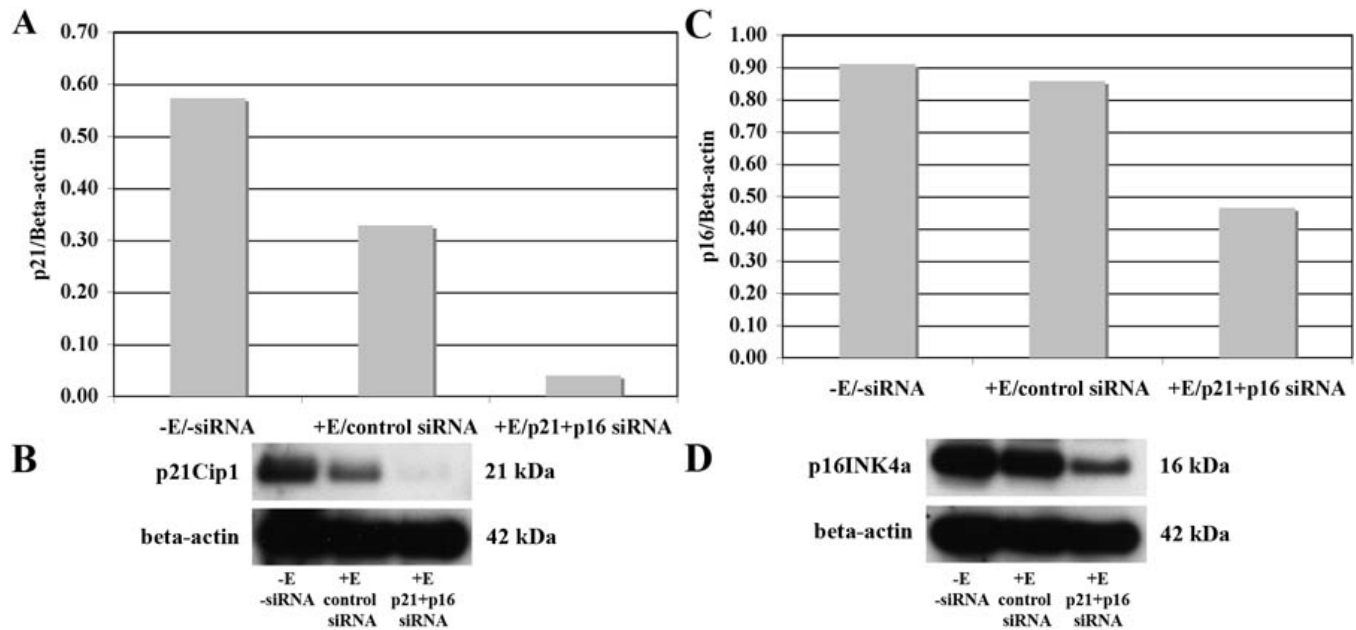 A
p21/Beta-actin
0.70
0.60
0.50
0.40
0.30
0.20
0.10
0.00
-E/-siRNA
+E/control siRNA
+E/p21+p16 siRNA
B
p21Cip1
21 kDa
beta-actin
42 kDa
-E +E +E
-siRNA control p21+p16
siRNA siRNA
C
p16/Beta-actin
1.00
0.90
0.80
0.70
0.60
0.50
0.40
0.30
0.20
0.10
0.00
-E/-siRNA
+E/control siRNA
+E/p21+p16 siRNA
D
p16INK4a
16 kDa
beta-actin
42 kDa
-E +E +E
-siRNA control p21+p16
siRNA siRNA